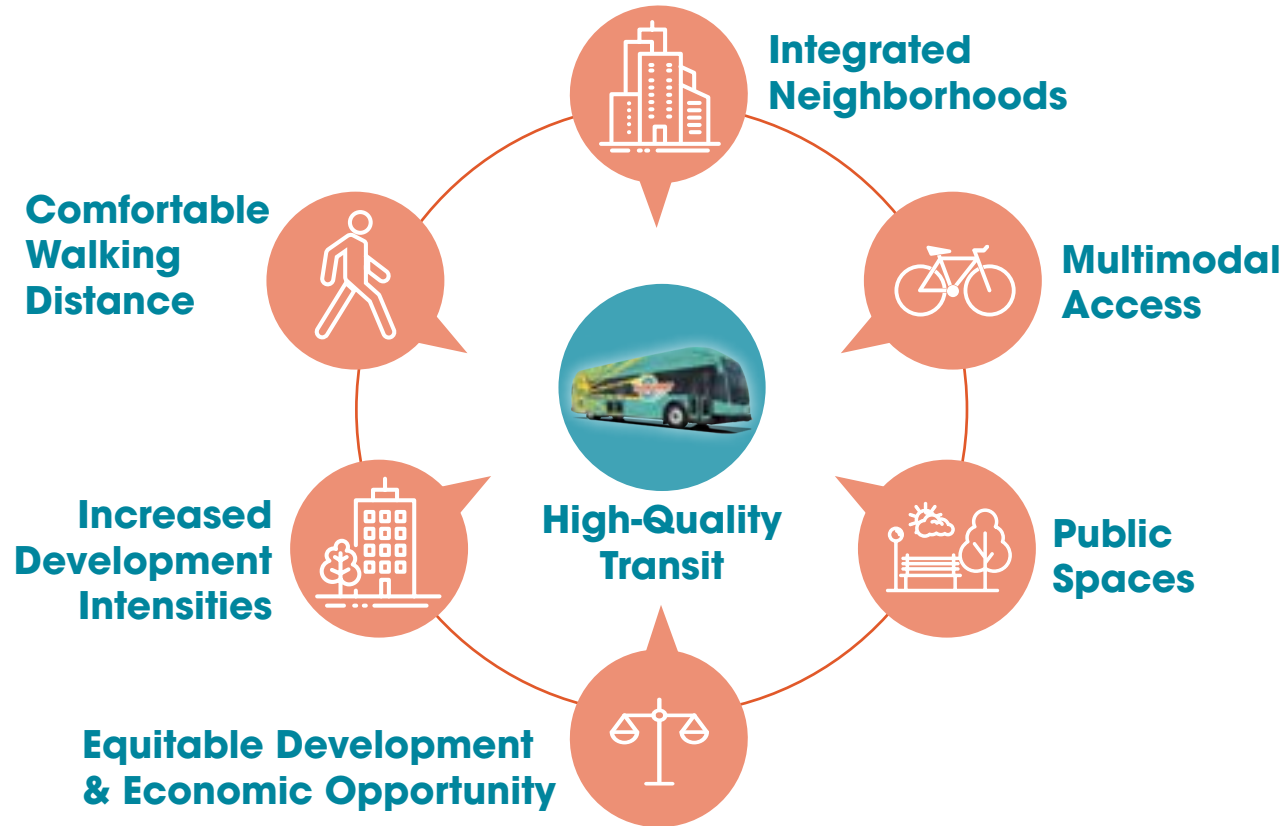 Integrated
Neighborhoods
Comfortable
Walking
Distance
Multimodal
Access
High-Quality
Transit
Increased
Development
Intensities
Public
Spaces
Equitable Development
& Economic Opportunity